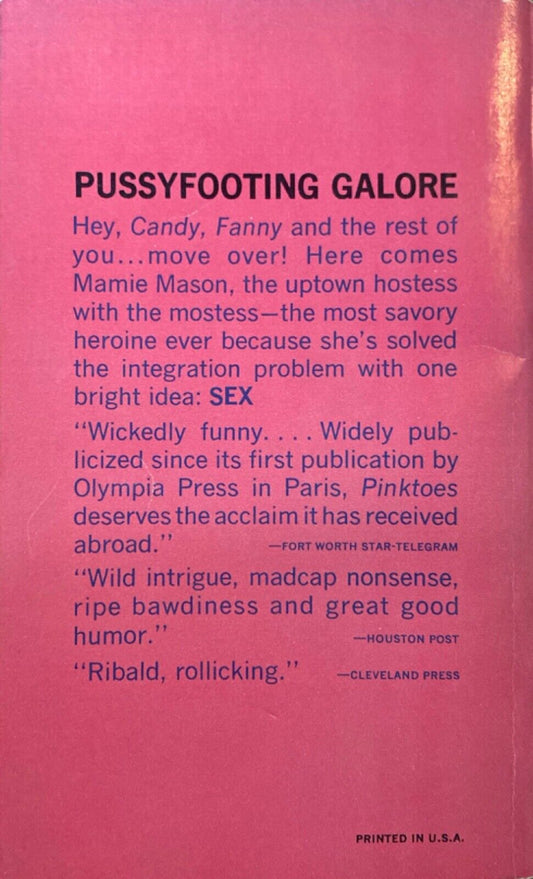 PUSSYFOOTING GALORE
Hey, Candy, Fanny and the rest of
you...move over! Here comes
Mamie Mason, the uptown hostess
with the mostess—the most savory
heroine ever because she's solved
the integration problem with one
bright idea: SEX
"Wickedly funny. . . . Widely pub-
licized since its first publication by
Olympia Press in Paris, Pinktoes
deserves the acclaim it has received
abroad." —FORT WORTH STAR-TELEGRAM
"Wild intrigue, madcap nonsense,
ripe bawdiness and great good
humor." —HOUSTON POST
"Ribald, rollicking." —CLEVELAND PRESS
PRINTED IN U.S.A.